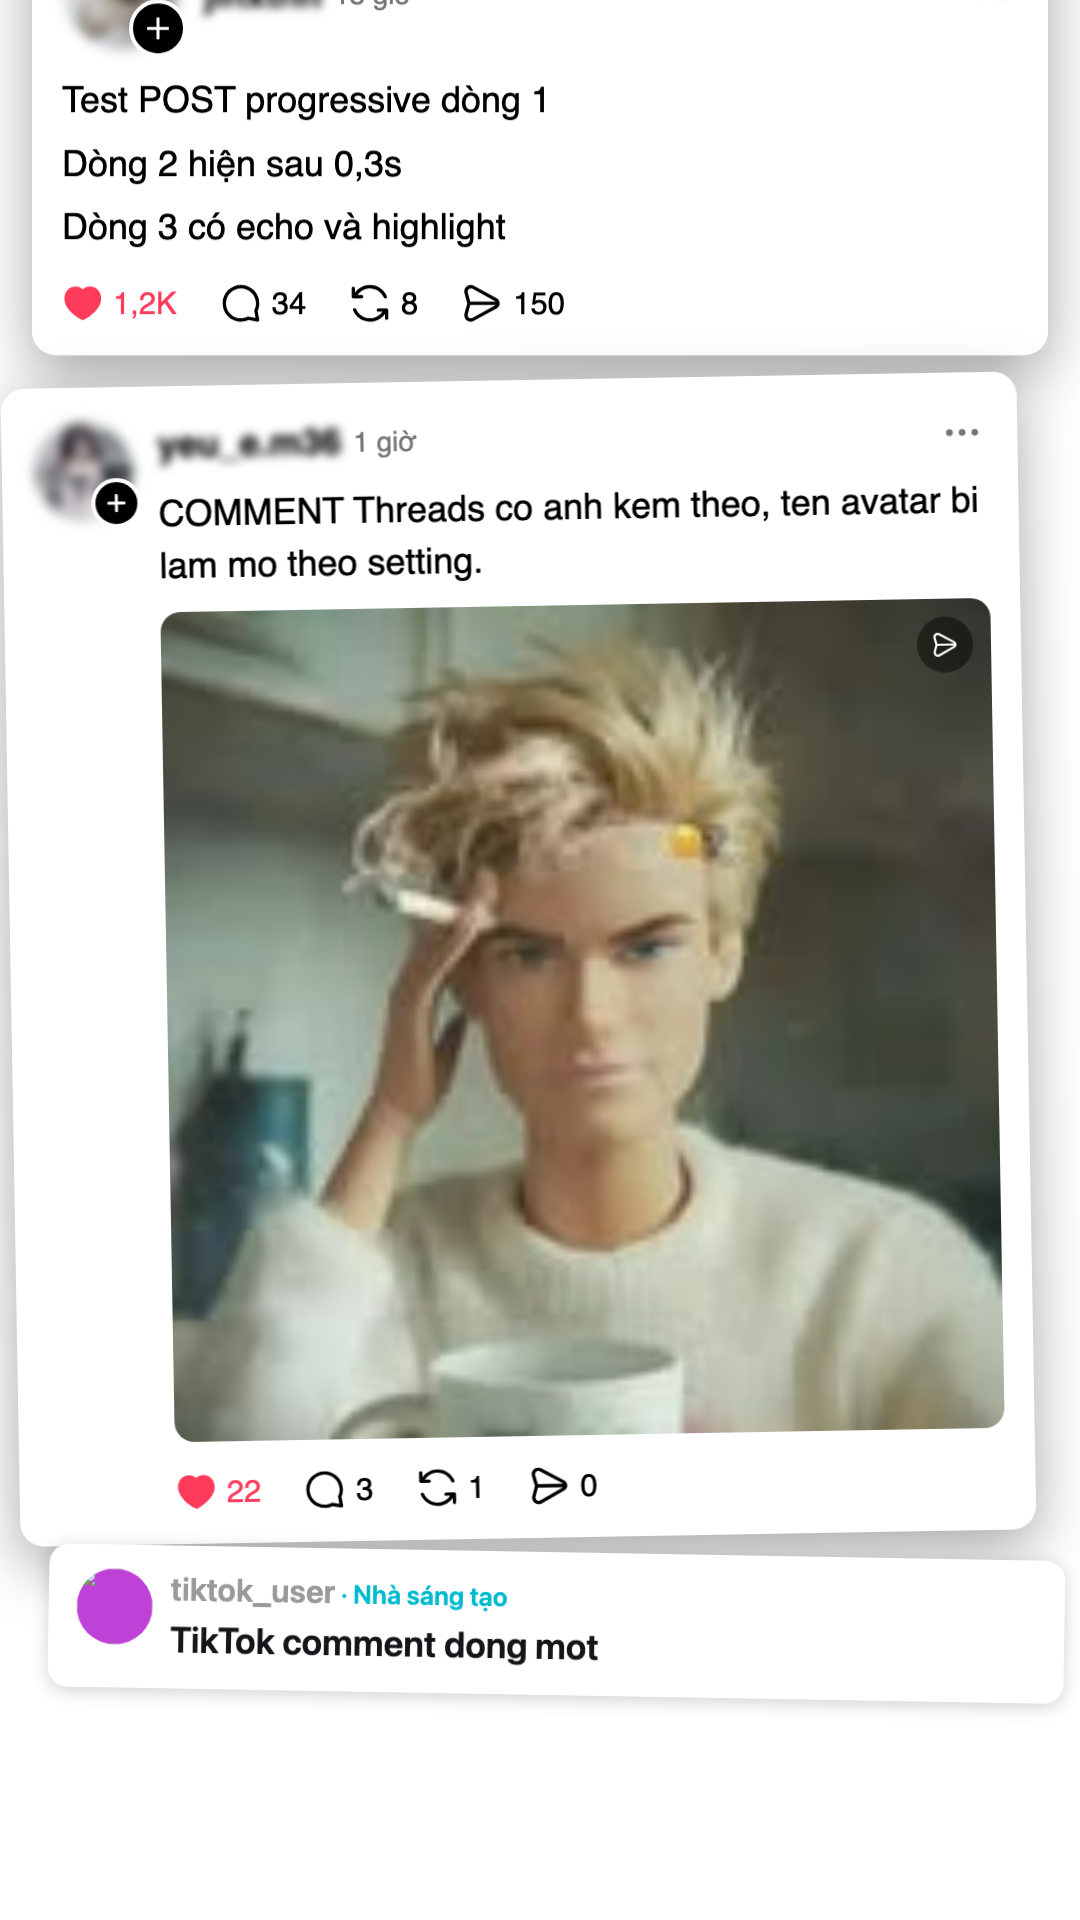 Test POST progressive dòng 1
Dòng 2 hiện sau 0,3s
Dòng 3 có echo và highlight
1,2K 34 8 150
yeu_e.m36 1 giờ
COMMENT Threads co anh kem theo, ten avatar bi
lam mo theo setting.
22 3 1 0
tiktok_user · Nhà sáng tạo
TikTok comment dong mot